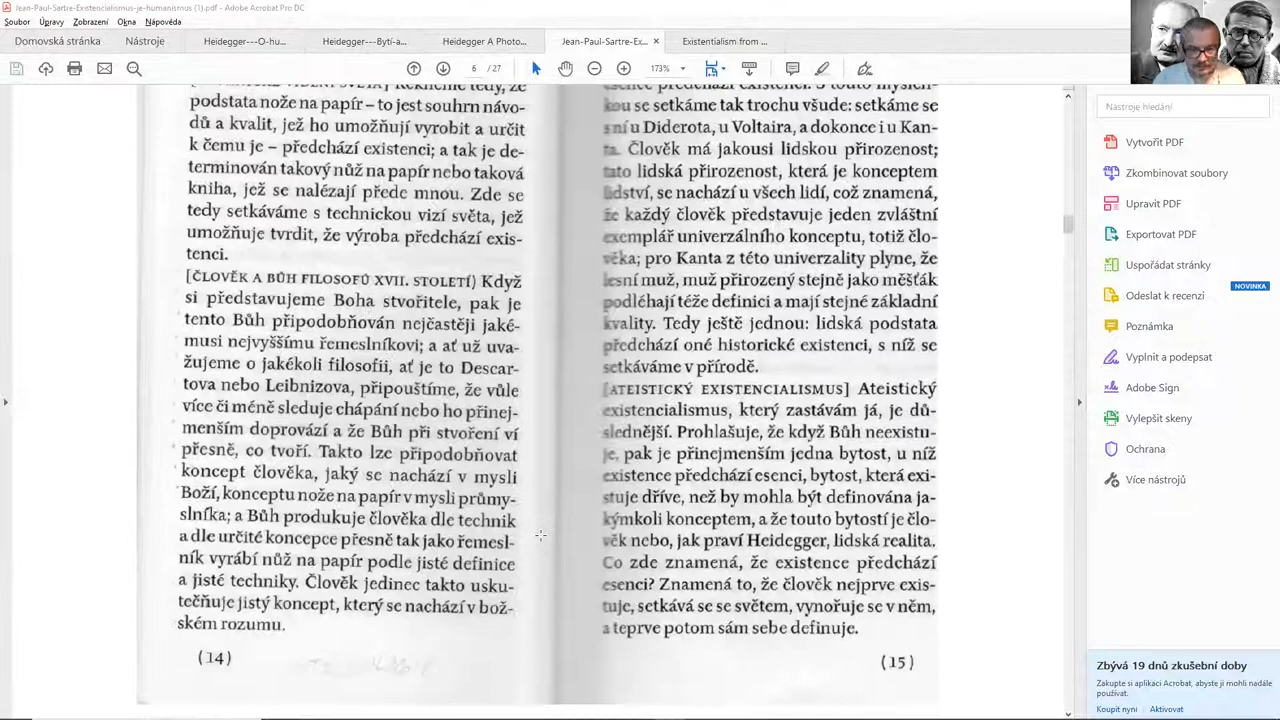 Jean-Paul-Sartre-Existencialismus-je-humanismus (1).pdf - Adobe Acrobat Pro DC
Soubor Úpravy Zobrazení Okna Nápověda
Domovská stránka Nástroje Heidegger---O-hu... Heidegger---Bytí-a... Heidegger A Photo... Jean-Paul-Sartre-Ex... × Existentialism from ...
6 / 27 173%
Řekněme tedy, že
podstata nože na papír – to jest souhrn návo-
dů a kvalit, jež ho umožňují vyrobit a určit
k čemu je – předchází existenci; a tak je de-
terminován takový nůž na papír nebo taková
kniha, jež se nalézají přede mnou. Zde se
tedy setkáváme s technickou vizí světa, jež
umožňuje tvrdit, že výroba předchází exis-
tenci.
[ČLOVĚK A BŮH FILOSOFŮ XVII. STOLETÍ) Když
si představujeme Boha stvořitele, pak je
tento Bůh připodobňován nejčastěji jaké-
musi nejvyššímu řemeslníkovi; a ať už uva-
žujeme o jakékoli filosofii, ať je to Descar-
tova nebo Leibnizova, připouštíme, že vůle
více či méně sleduje chápání nebo ho přinej-
menším doprovází a že Bůh při stvoření ví
přesně, co tvoří. Takto lze připodobňovat
koncept člověka, jaký se nachází v mysli
Boží, konceptu nože na papír v mysli průmy-
slníka; a Bůh produkuje člověka dle technik
a dle určité koncepce přesně tak jako řemesl-
ník vyrábí nůž na papír podle jisté definice
a jisté techniky. Člověk jedinec takto usku-
tečňuje jistý koncept, který se nachází v bož-
ském rozumu.
(14)
esence předchází existenci. S touto myšlen-
kou se setkáme tak trochu všude: setkáme se
s ní u Diderota, u Voltaira, a dokonce i u Kan-
ta. Člověk má jakousi lidskou přirozenost;
tato lidská přirozenost, která je konceptem
lidství, se nachází u všech lidí, což znamená,
že každý člověk představuje jeden zvláštní
exemplář univerzálního konceptu, totiž člo-
věka; pro Kanta z této univerzality plyne, že
lesní muž, muž přirozený stejně jako měšťák
podléhají téže definici a mají stejné základní
kvality. Tedy ještě jednou: lidská podstata
předchází oné historické existenci, s níž se
setkáváme v přírodě.
[ATEISTICKÝ EXISTENCIALISMUS] Ateistický
existencialismus, který zastávám já, je dů-
slednější. Prohlašuje, že když Bůh neexistu-
je, pak je přinejmenším jedna bytost, u níž
existence předchází esenci, bytost, která exi-
stuje dříve, než by mohla být definována ja-
kýmkoli konceptem, a že touto bytostí je člo-
věk nebo, jak praví Heidegger, lidská realita.
Co zde znamená, že existence předchází
esenci? Znamená to, že člověk nejprve exis-
tuje, setkává se se světem, vynořuje se v něm,
a teprve potom sám sebe definuje.
(15)
Nástroje hledání
Vytvořit PDF
Zkombinovat soubory
Upravit PDF
Exportovat PDF
Uspořádat stránky
NOVINKA
Odeslat k recenzi
Poznámka
Vyplnit a podepsat
Adobe Sign
Vylepšit skeny
Ochrana
Více nástrojů
Zbývá 19 dnů zkušební doby
Zakupte si aplikaci Acrobat, abyste ji mohli nadále
používat.
Koupit nyní Aktivovat